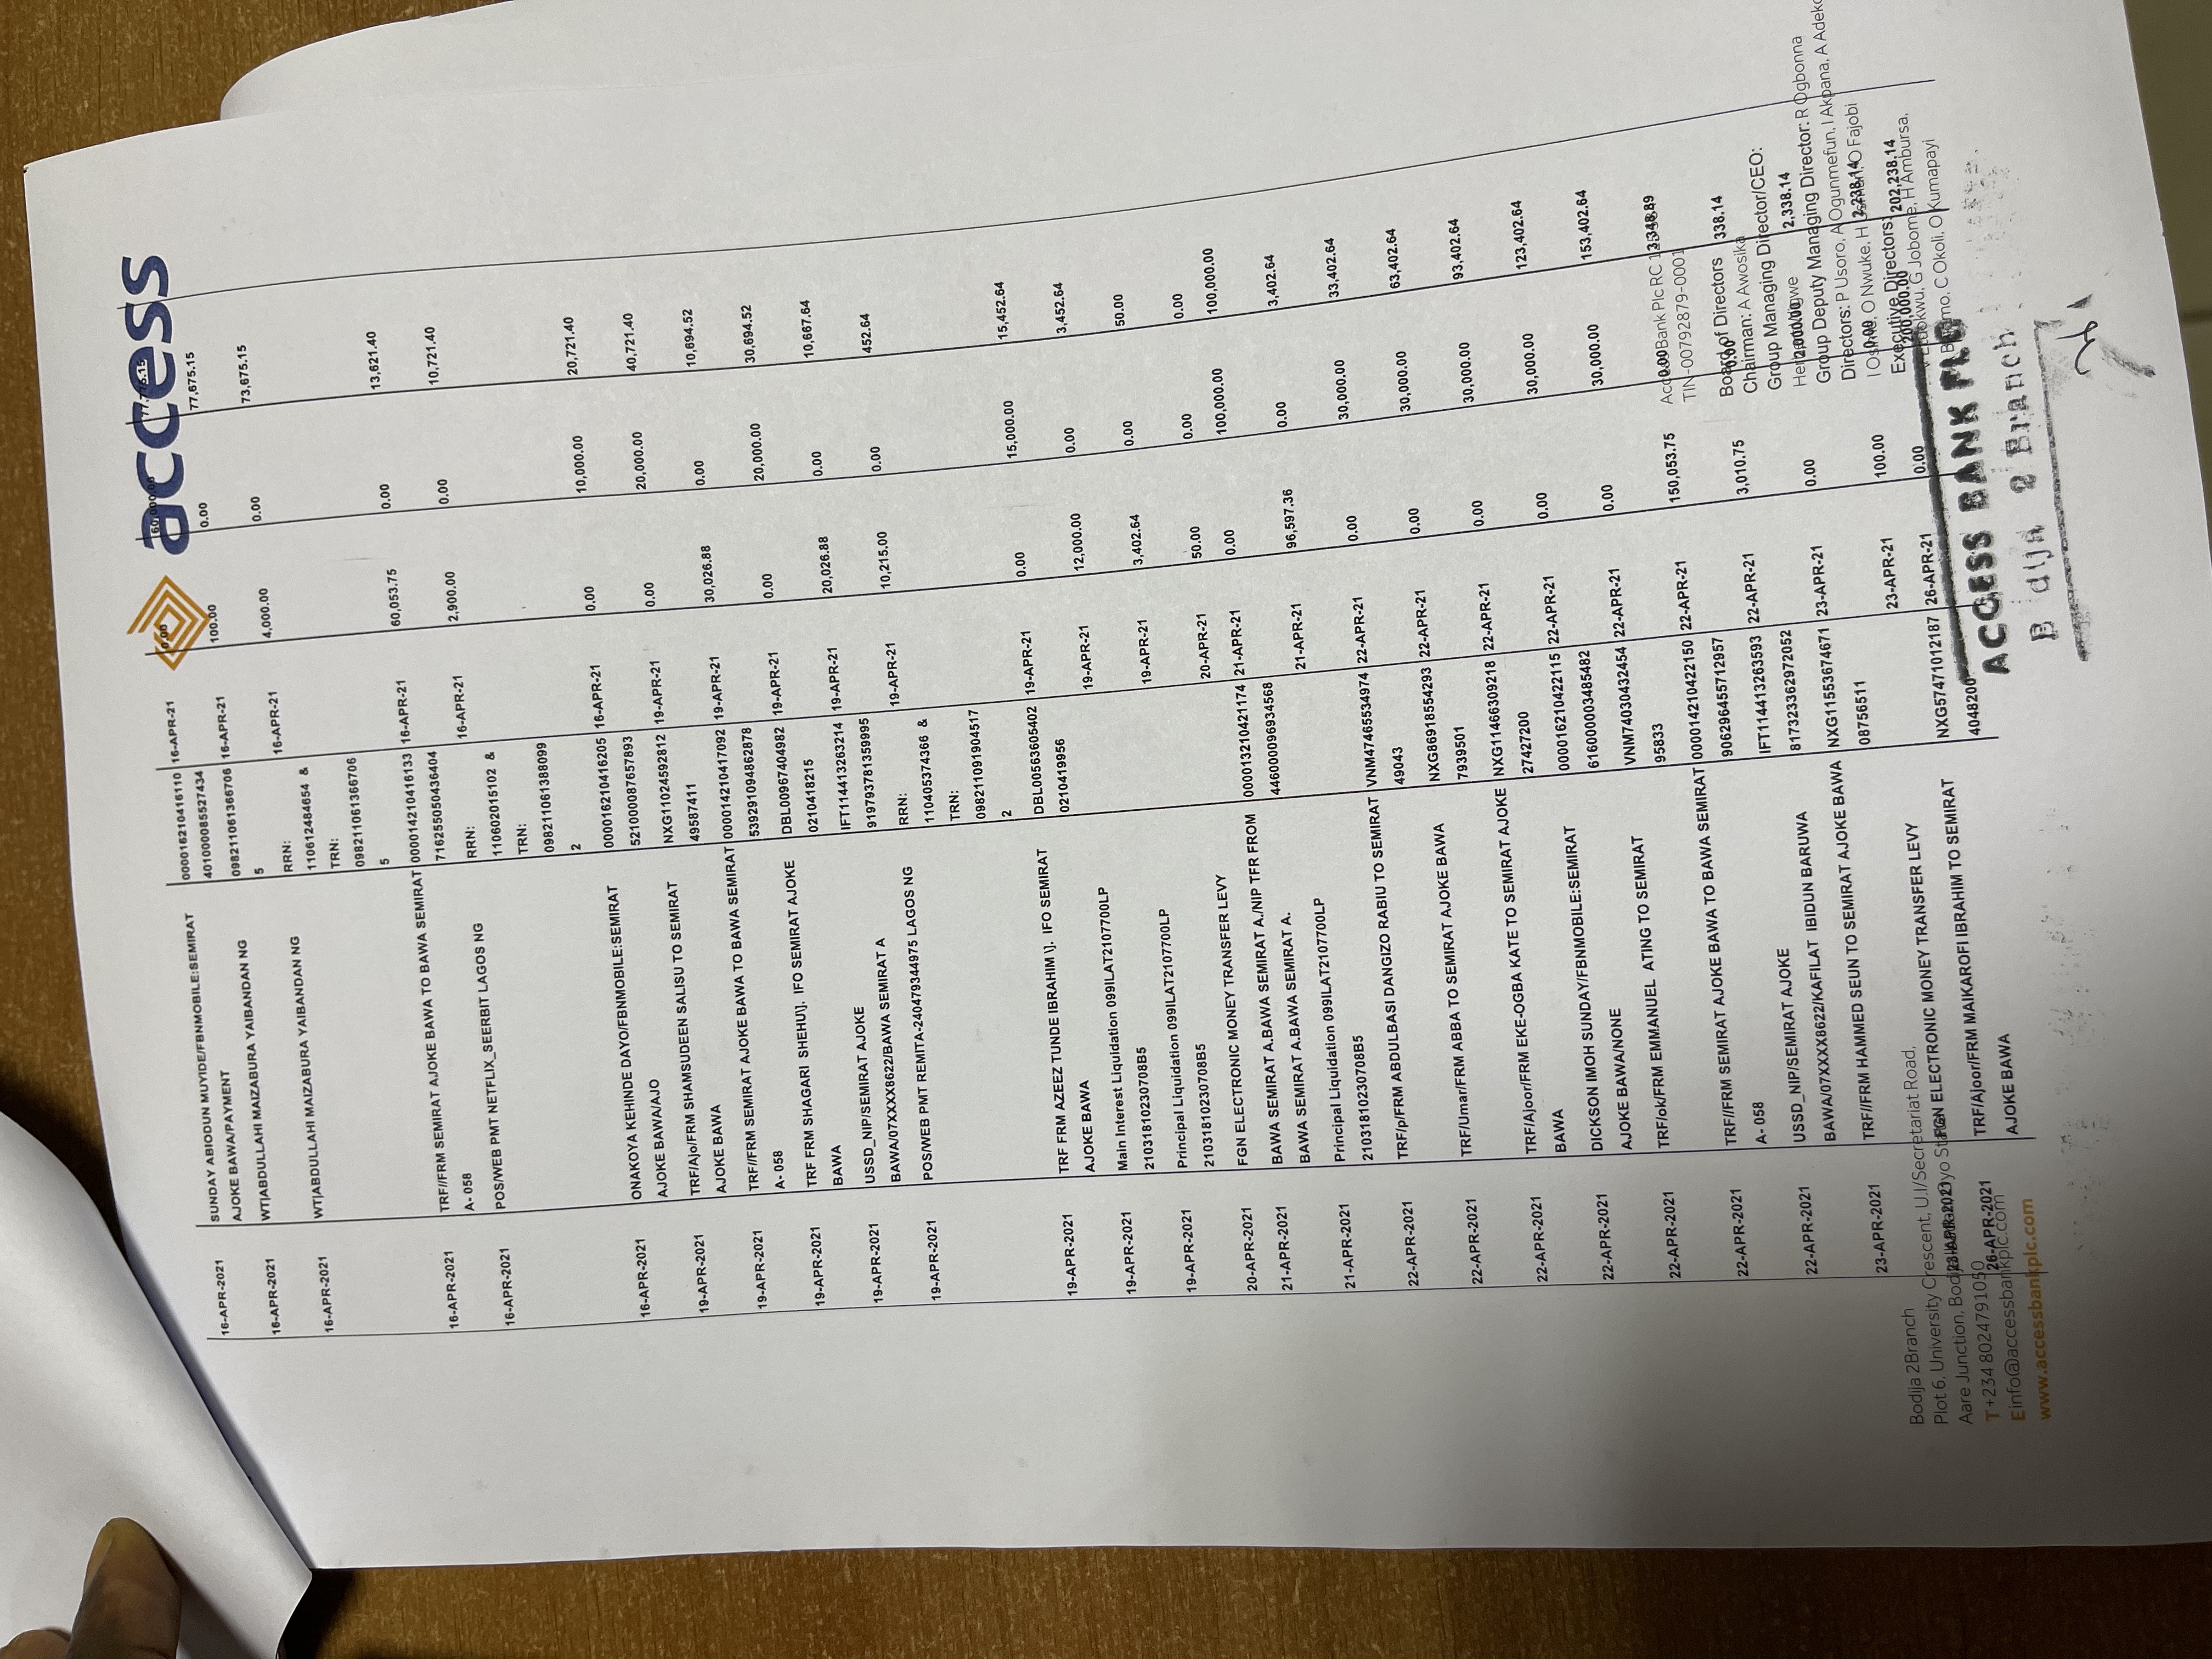 access
16-APR-2021 SUNDAY ABIODUN MUYIDE/FBNMOBILE:SEMIRAT 000016210416110 16-APR-21 0.00 60,000.00 77,775.15
AJOKE BAWA/PAYMENT 401000085527434
16-APR-2021 WT|ABDULLAHI MAIZABURA YAIBANDAN NG 098211061366706 16-APR-21 100.00 0.00 77,675.15
5
16-APR-2021 WT|ABDULLAHI MAIZABURA YAIBANDAN NG RRN: 16-APR-21 4,000.00 0.00 73,675.15
110612484654 &
TRN:
098211061366706
5
16-APR-2021 TRF//FRM SEMIRAT AJOKE BAWA TO BAWA SEMIRAT 000014210416133 16-APR-21 60,053.75 0.00 13,621.40
A- 058 716255050436404
16-APR-2021 POS/WEB PMT NETFLIX_SEERBIT LAGOS NG RRN: 16-APR-21 2,900.00 0.00 10,721.40
110602015102 &
TRN:
098211061388099
2
16-APR-2021 ONAKOYA KEHINDE DAYO/FBNMOBILE:SEMIRAT 000016210416205 16-APR-21 0.00 10,000.00 20,721.40
AJOKE BAWA/AJO 521000087657893
19-APR-2021 TRF/Ajo/FRM SHAMSUDEEN SALISU TO SEMIRAT NXG11024592812 19-APR-21 0.00 20,000.00 40,721.40
AJOKE BAWA 49587411
19-APR-2021 TRF//FRM SEMIRAT AJOKE BAWA TO BAWA SEMIRAT 000014210417092 19-APR-21 30,026.88 0.00 10,694.52
A- 058 539291094862878
19-APR-2021 TRF FRM SHAGARI SHEHU\]. IFO SEMIRAT AJOKE DBL00967404982 19-APR-21 0.00 20,000.00 30,694.52
BAWA 0210418215
19-APR-2021 USSD_NIP/SEMIRAT AJOKE IFT114413263214 19-APR-21 20,026.88 0.00 10,667.64
BAWA/07XXXX8622/BAWA SEMIRAT A 919793781359995
19-APR-2021 POS/WEB PMT REMITA-240479344975 LAGOS NG RRN: 19-APR-21 10,215.00 0.00 452.64
110405374366 &
TRN:
098211091904517
2
19-APR-2021 TRF FRM AZEEZ TUNDE IBRAHIM \]. IFO SEMIRAT DBL00563605402 19-APR-21 0.00 15,000.00 15,452.64
AJOKE BAWA 0210419956
19-APR-2021 Main Interest Liquidation 099ILAT2107700LP 19-APR-21 12,000.00 0.00 3,452.64
21031810230708B5
19-APR-2021 Principal Liquidation 099ILAT2107700LP 19-APR-21 3,402.64 0.00 50.00
21031810230708B5
20-APR-2021 FGN ELECTRONIC MONEY TRANSFER LEVY 20-APR-21 50.00 0.00 0.00
21-APR-2021 BAWA SEMIRAT A.BAWA SEMIRAT A./NIP TFR FROM 000013210421174 21-APR-21 0.00 100,000.00 100,000.00
BAWA SEMIRAT A.BAWA SEMIRAT A. 446000096934568
21-APR-2021 Principal Liquidation 099ILAT2107700LP 21-APR-21 96,597.36 0.00 3,402.64
21031810230708B5
22-APR-2021 TRF/p/FRM ABDULBASI DANGIZO RABIU TO SEMIRAT VNM47465534974 22-APR-21 0.00 30,000.00 33,402.64
49043
22-APR-2021 TRF/Umar/FRM ABBA TO SEMIRAT AJOKE BAWA NXG86918554293 22-APR-21 0.00 30,000.00 63,402.64
7939501
22-APR-2021 TRF/Ajoor/FRM EKE-OGBA KATE TO SEMIRAT AJOKE NXG11466309218 22-APR-21 0.00 30,000.00 93,402.64
BAWA 27427200
22-APR-2021 DICKSON IMOH SUNDAY/FBNMOBILE:SEMIRAT 000016210422115 22-APR-21 0.00 30,000.00 123,402.64
AJOKE BAWA/NONE 616000003485482
22-APR-2021 TRF/ok/FRM EMMANUEL ATING TO SEMIRAT VNM74030432454 22-APR-21 0.00 30,000.00 153,402.64
95833
22-APR-2021 TRF//FRM SEMIRAT AJOKE BAWA TO BAWA SEMIRAT 000014210422150 22-APR-21 150,053.75 0.00 3,348.89
A- 058 906296455712957
22-APR-2021 USSD_NIP/SEMIRAT AJOKE IFT114413263593 22-APR-21 3,010.75 0.00 338.14
BAWA/07XXXX8622/KAFILAT IBIDUN BARUWA 817323362972052
23-APR-2021 TRF//FRM HAMMED SEUN TO SEMIRAT AJOKE BAWA NXG11553674671 23-APR-21 0.00 2,000.00 2,338.14
08756511
23-APR-2021 FGN ELECTRONIC MONEY TRANSFER LEVY 23-APR-21 100.00 0.00 2,238.14
26-APR-2021 TRF/Ajoor/FRM MAIKAROFI IBRAHIM TO SEMIRAT NXG57471012187 26-APR-21 0.00 200,000.00 202,238.14
AJOKE BAWA 4048200
Access Bank Plc RC
TIN-00792879-0001
Board of Directors
Chairman: A Awosika
Group Managing Director/CEO:
Herbert Wigwe
Group Deputy Managing Director: R Ogbonna
Directors: P Usoro, A Ogunmefun, I Akpana, A Adeko
I Osime, O Nwuke, H Usman, O Fajobi
Executive Directors:
V Etuokwu, G Jobome, H Ambursa,
C Okoli, O Kumapayi
Bodija 2Branch
Plot 6, University Crescent, U.I/Secretariat Road,
Aare Junction, Bodija Oyo State
T+234 8024791050
Einfo@accessbankplc.com
www.accessbankplc.com
ACCESS BANK PLC
B dija 2 Branch